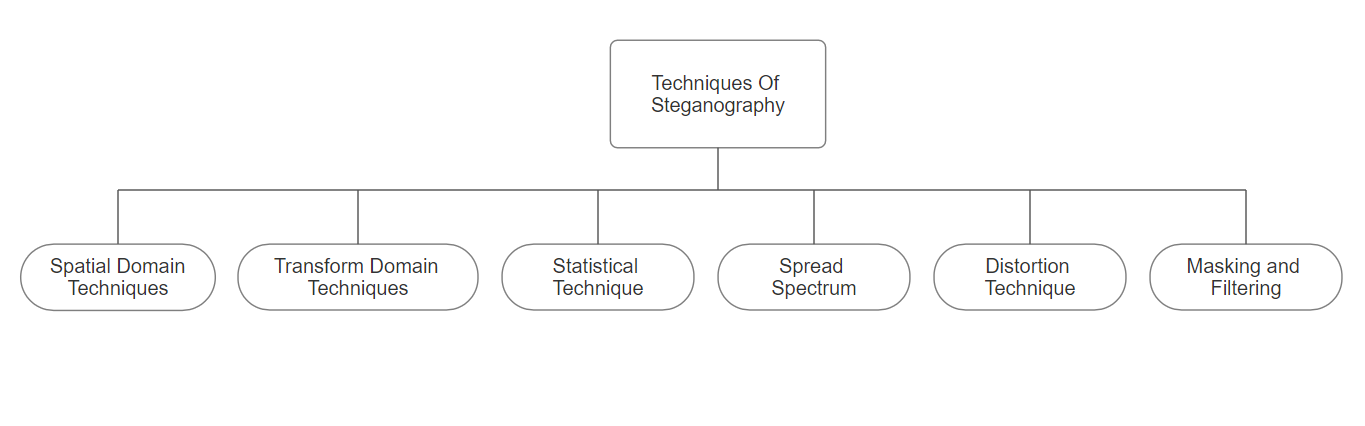 Techniques Of
Steganography
Spatial Domain
Techniques
Transform Domain
Techniques
Statistical
Technique
Spread
Spectrum
Distortion
Technique
Masking and
Filtering